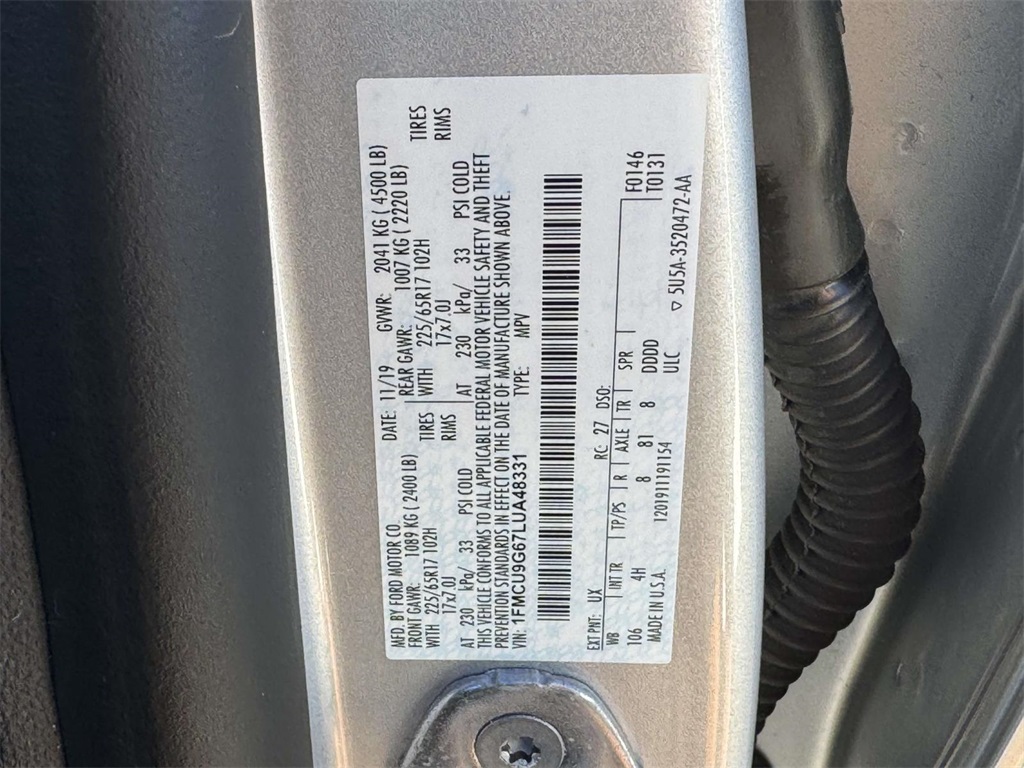 MFD. BY FORD MOTOR CO. DATE: 11/19 GVWR: 2041 KG ( 4500 LB)
FRONT GAWR: 1089 KG ( 2400 LB) REAR GAWR: 1007 KG ( 2220 LB)
WITH 225/65R17 102H TIRES WITH 225/65R17 102H TIRES
17x7.0J RIMS 17x7.0J RIMS
AT 230 kPa/ 33 PSI COLD AT 230 kPa/ 33 PSI COLD
THIS VEHICLE CONFORMS TO ALL APPLICABLE FEDERAL MOTOR VEHICLE SAFETY AND THEFT
PREVENTION STANDARDS IN EFFECT ON THE DATE OF MANUFACTURE SHOWN ABOVE.
VIN: 1FMCU9G67LUA48331 TYPE: MPV
EXT PNT: UX RC: 27 DSO: F0146
WB INT TR TP/PS R AXLE TR SPR T0131
106 4H 8 81 8 DDDD
MADE IN U.S.A. 120191119 1154 ULC
▽ 5U5A-3520472-AA